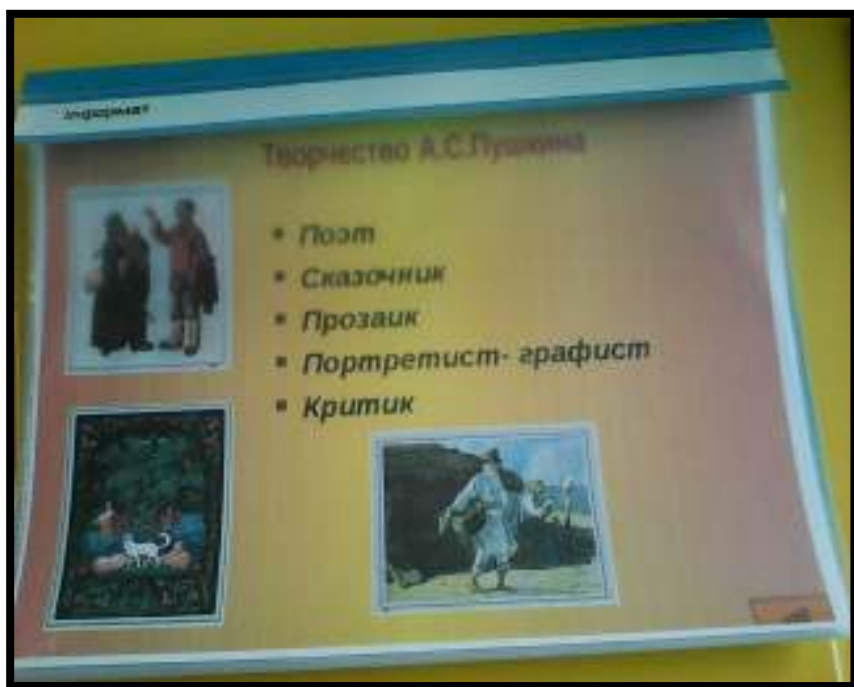 Творчество А.С.Пушкина
Поэт
Сказочник
Прозаик
Портретист- графист
Критик